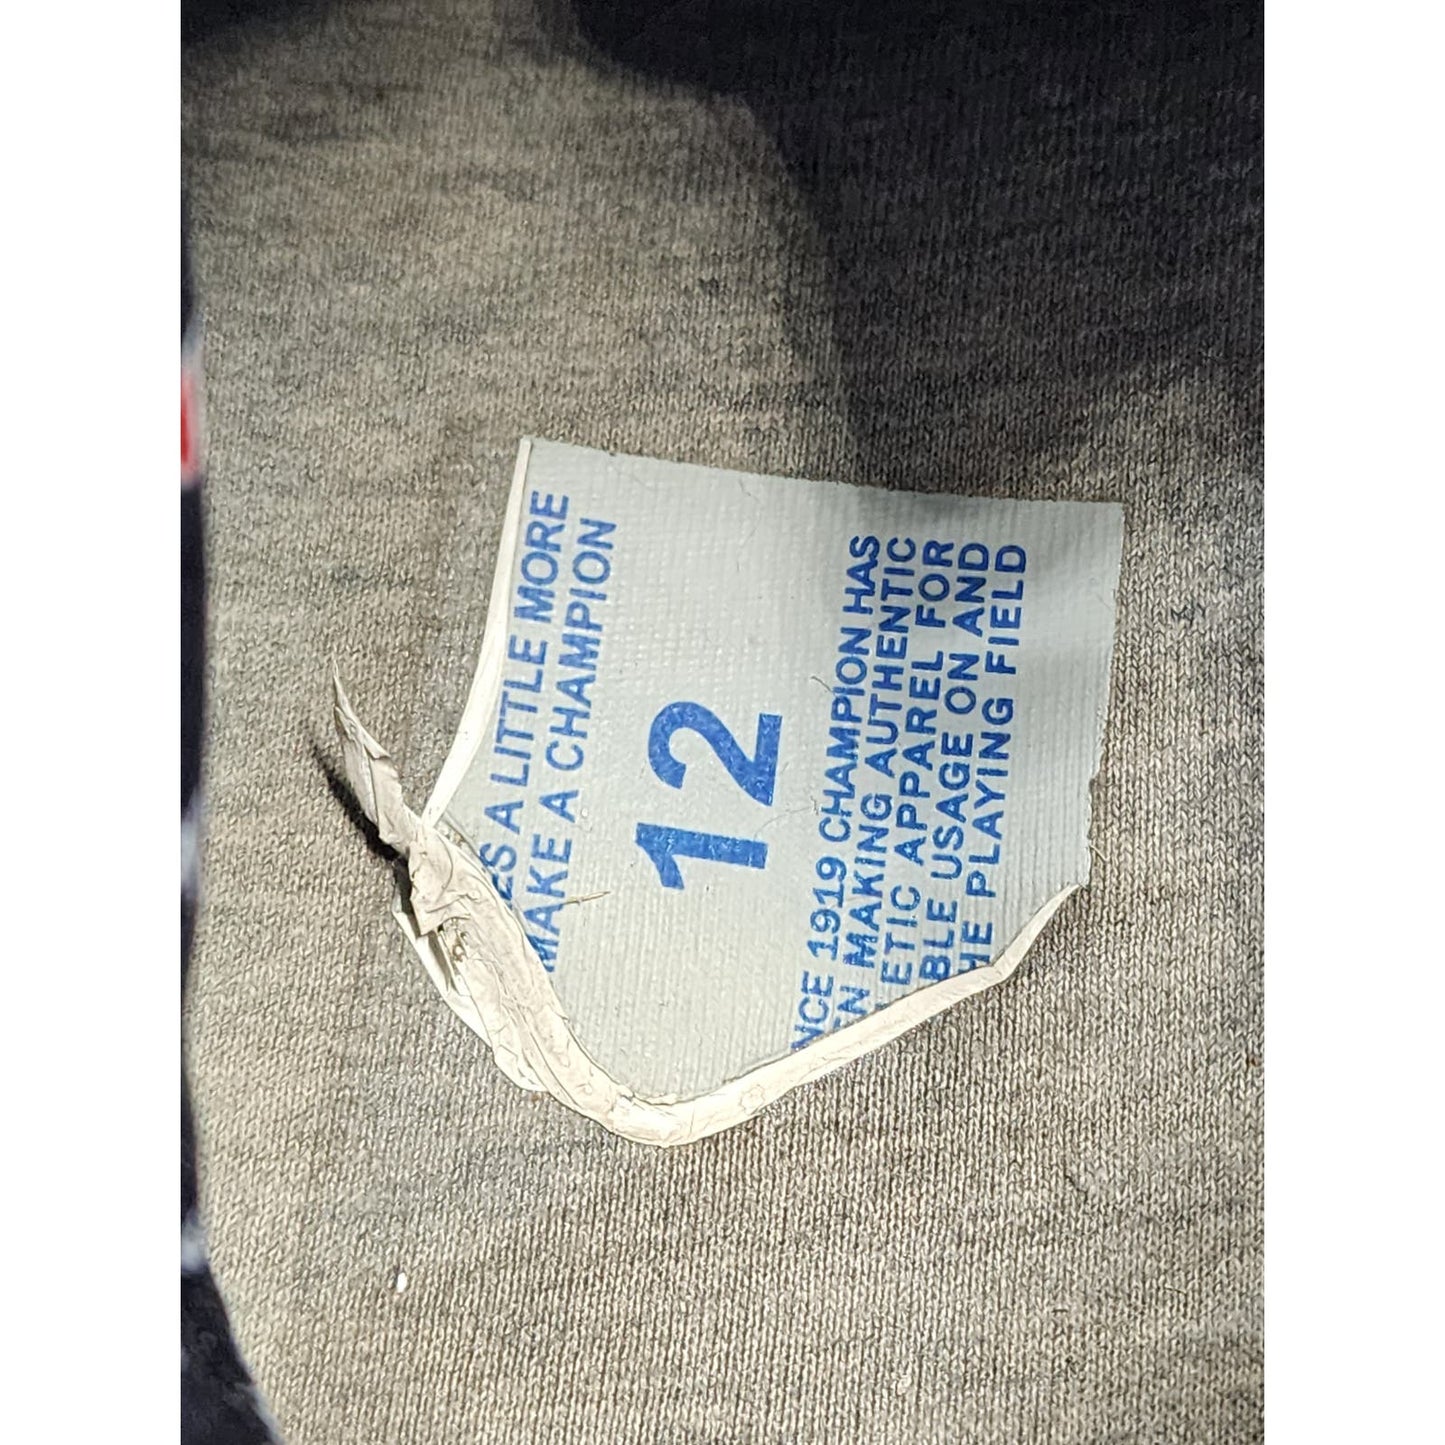 ES A LITTLE MORE
MAKE A CHAMPION
12
NCE 1919 CHAMPION HAS
EN MAKING AUTHENTIC
ETIC APPAREL FOR
BLE USAGE ON AND
HE PLAYING FIELD